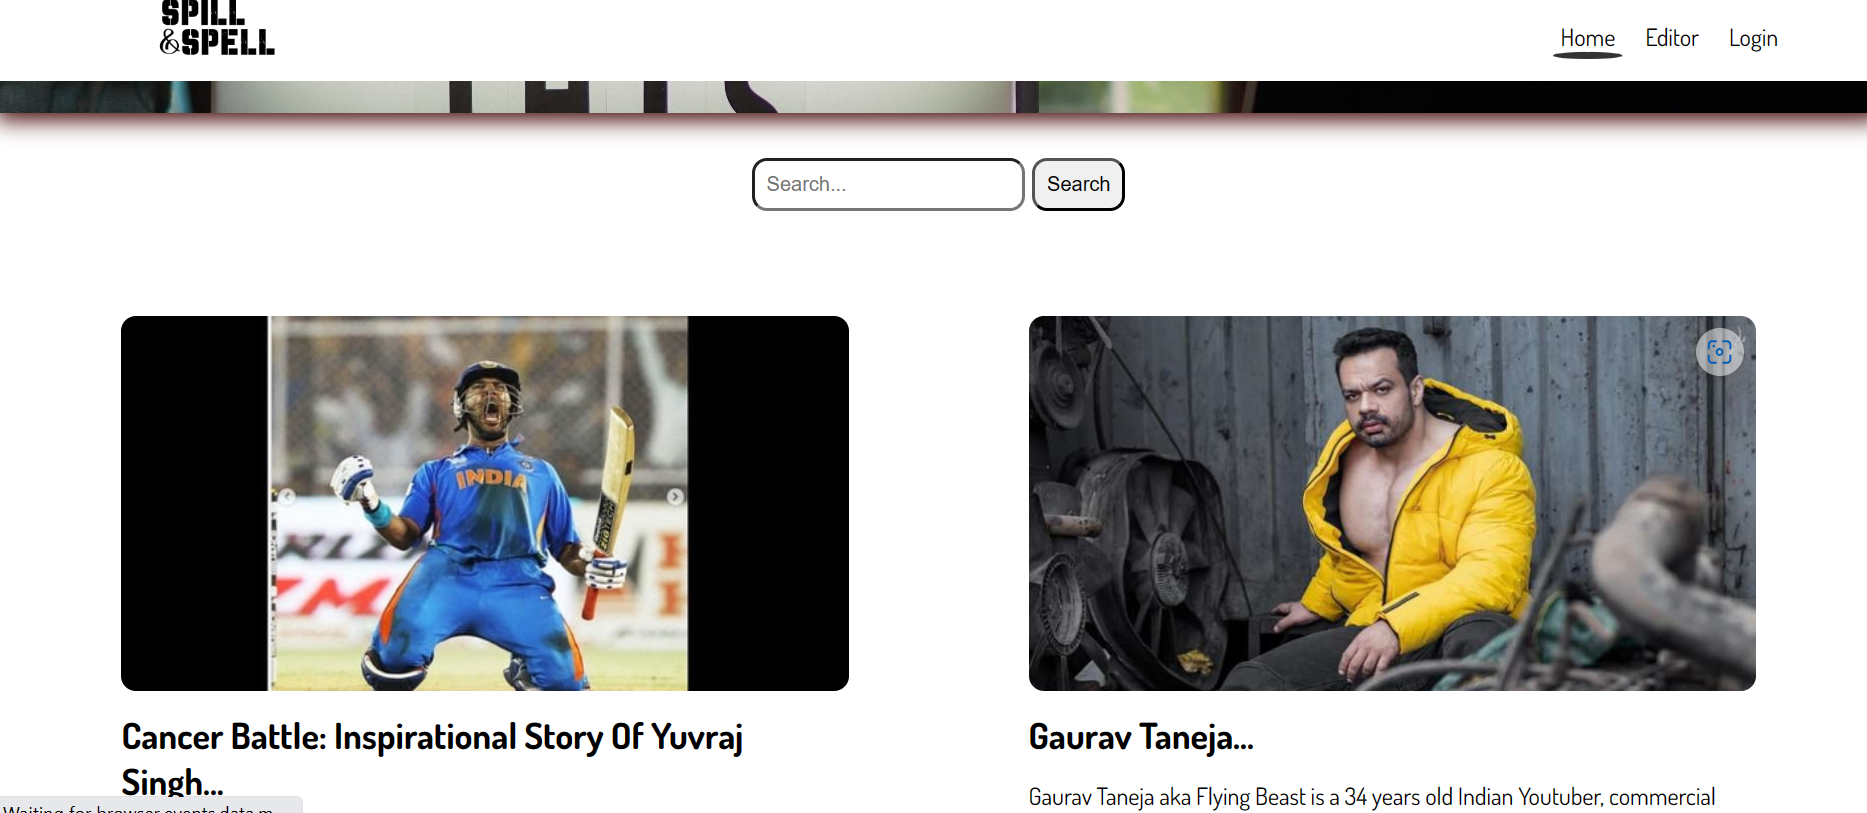 SPILL
&SPELL
Home Editor Login
Search...
Search
INDIA
Cancer Battle: Inspirational Story Of Yuvraj
Singh...
Gaurav Taneja...
Gaurav Taneja aka Flying Beast is a 34 years old Indian Youtuber, commercial
Waiting for browser.events.data.m...